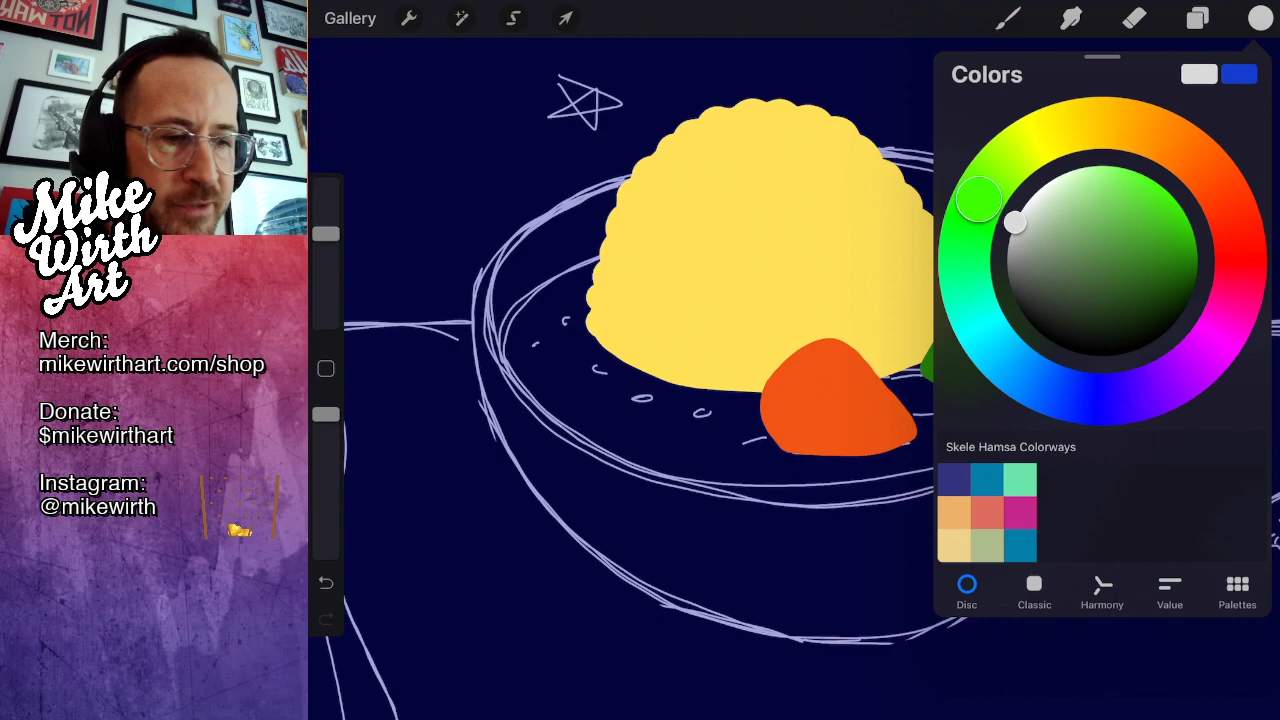 Gallery
Colors
Mike
Wirth
Art
Merch:
mikewirthart.com/shop
Donate:
$mikewirthart
Instagram:
@mikewirth
Skele Hamsa Colorways
Disc
Classic
Harmony
Value
Palettes